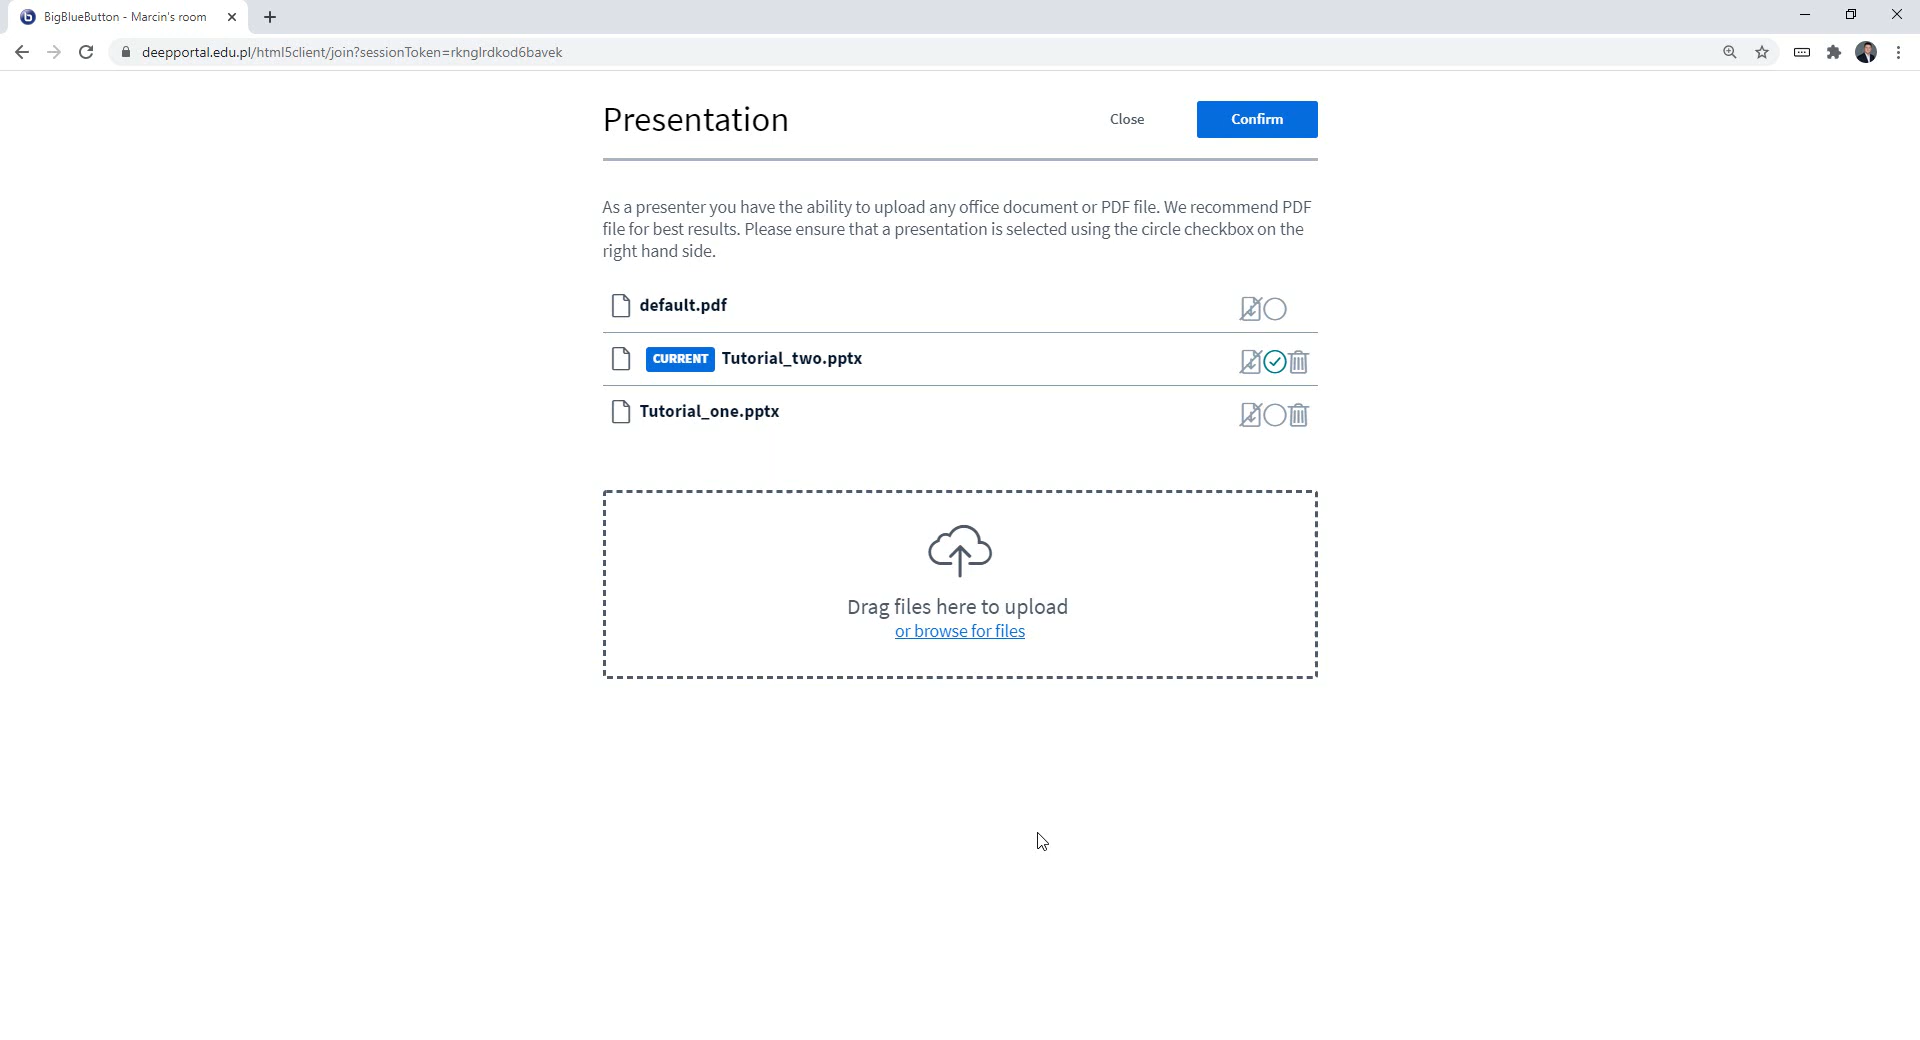 BigBlueButton - Marcin's room
deepportal.edu.pl/html5client/join?sessionToken=rknglrdkod6bavek
Presentation
Close
Confirm
As a presenter you have the ability to upload any office document or PDF file. We recommend PDF
file for best results. Please ensure that a presentation is selected using the circle checkbox on the
right hand side.
default.pdf
CURRENT Tutorial_two.pptx
Tutorial_one.pptx
Drag files here to upload
or browse for files